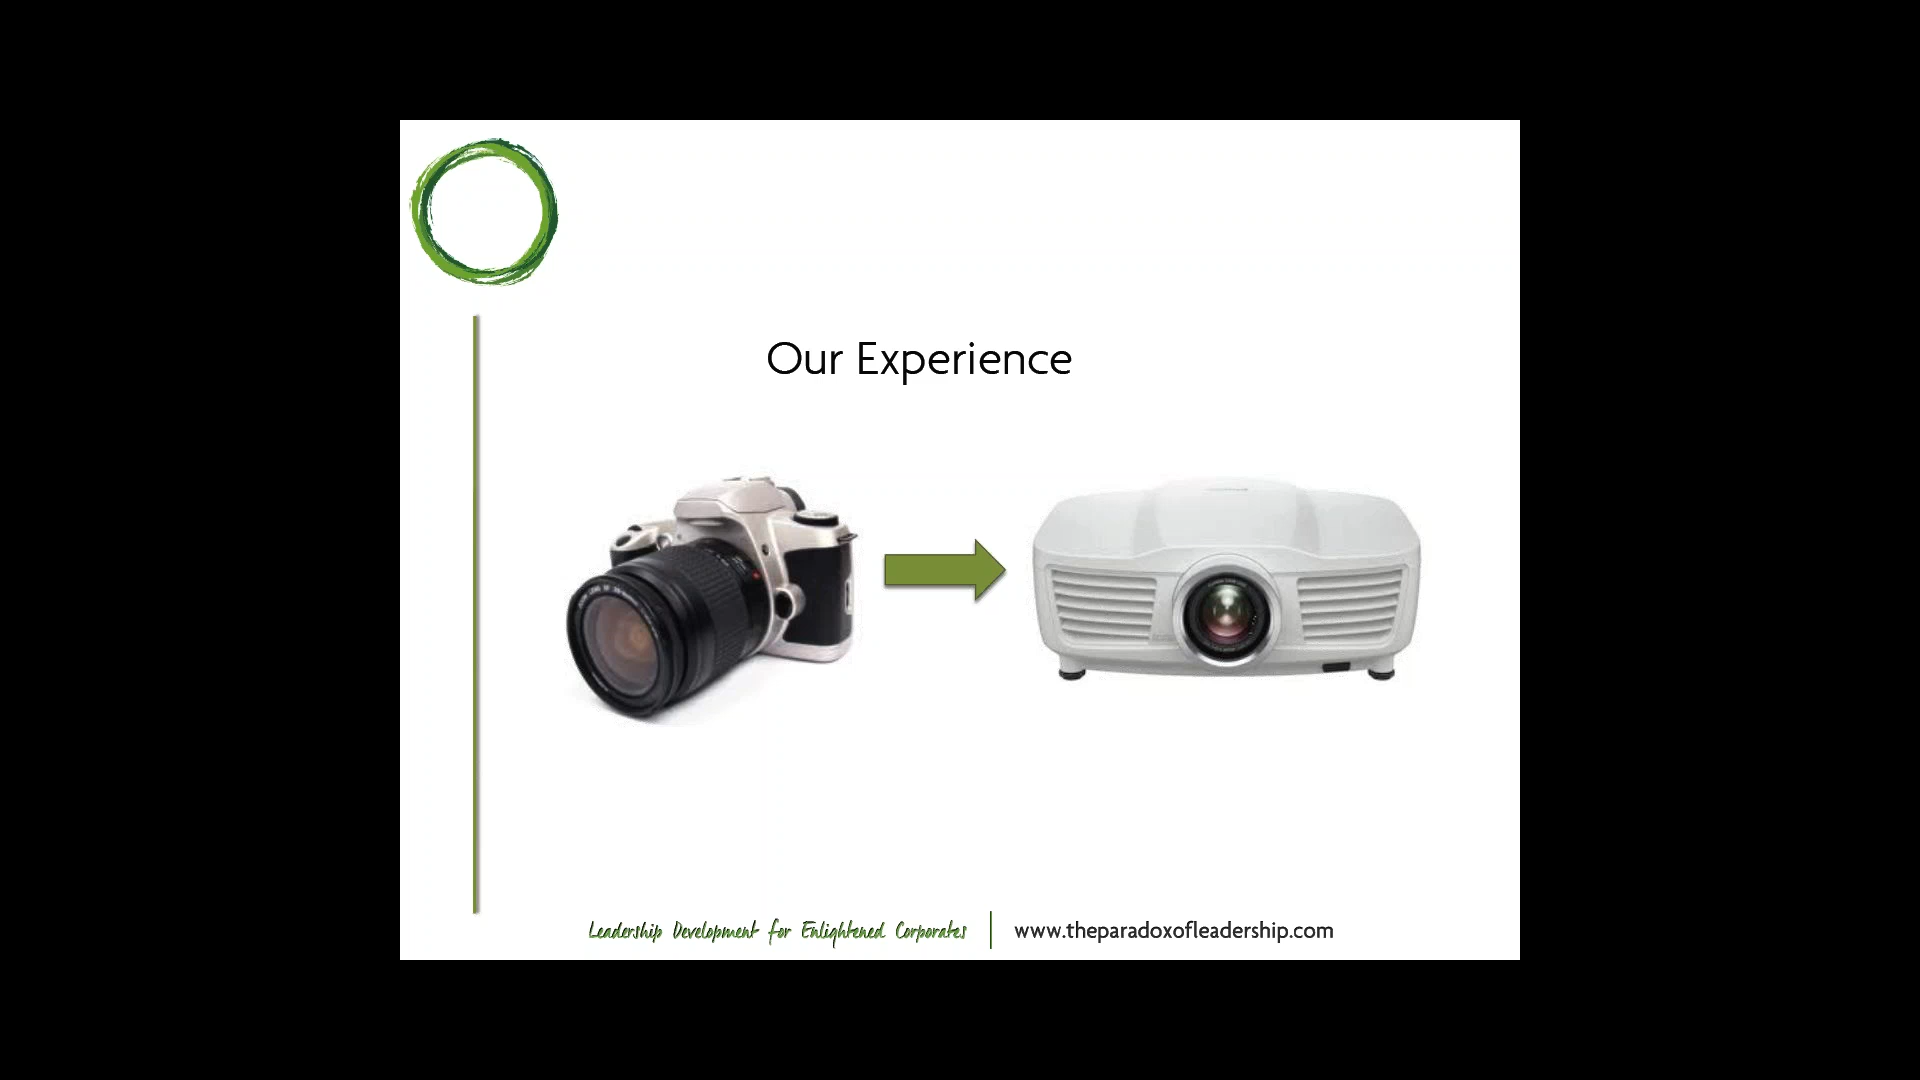 Our Experience
Leadership Development for Enlightened Corporates
www.theparadoxofleadership.com